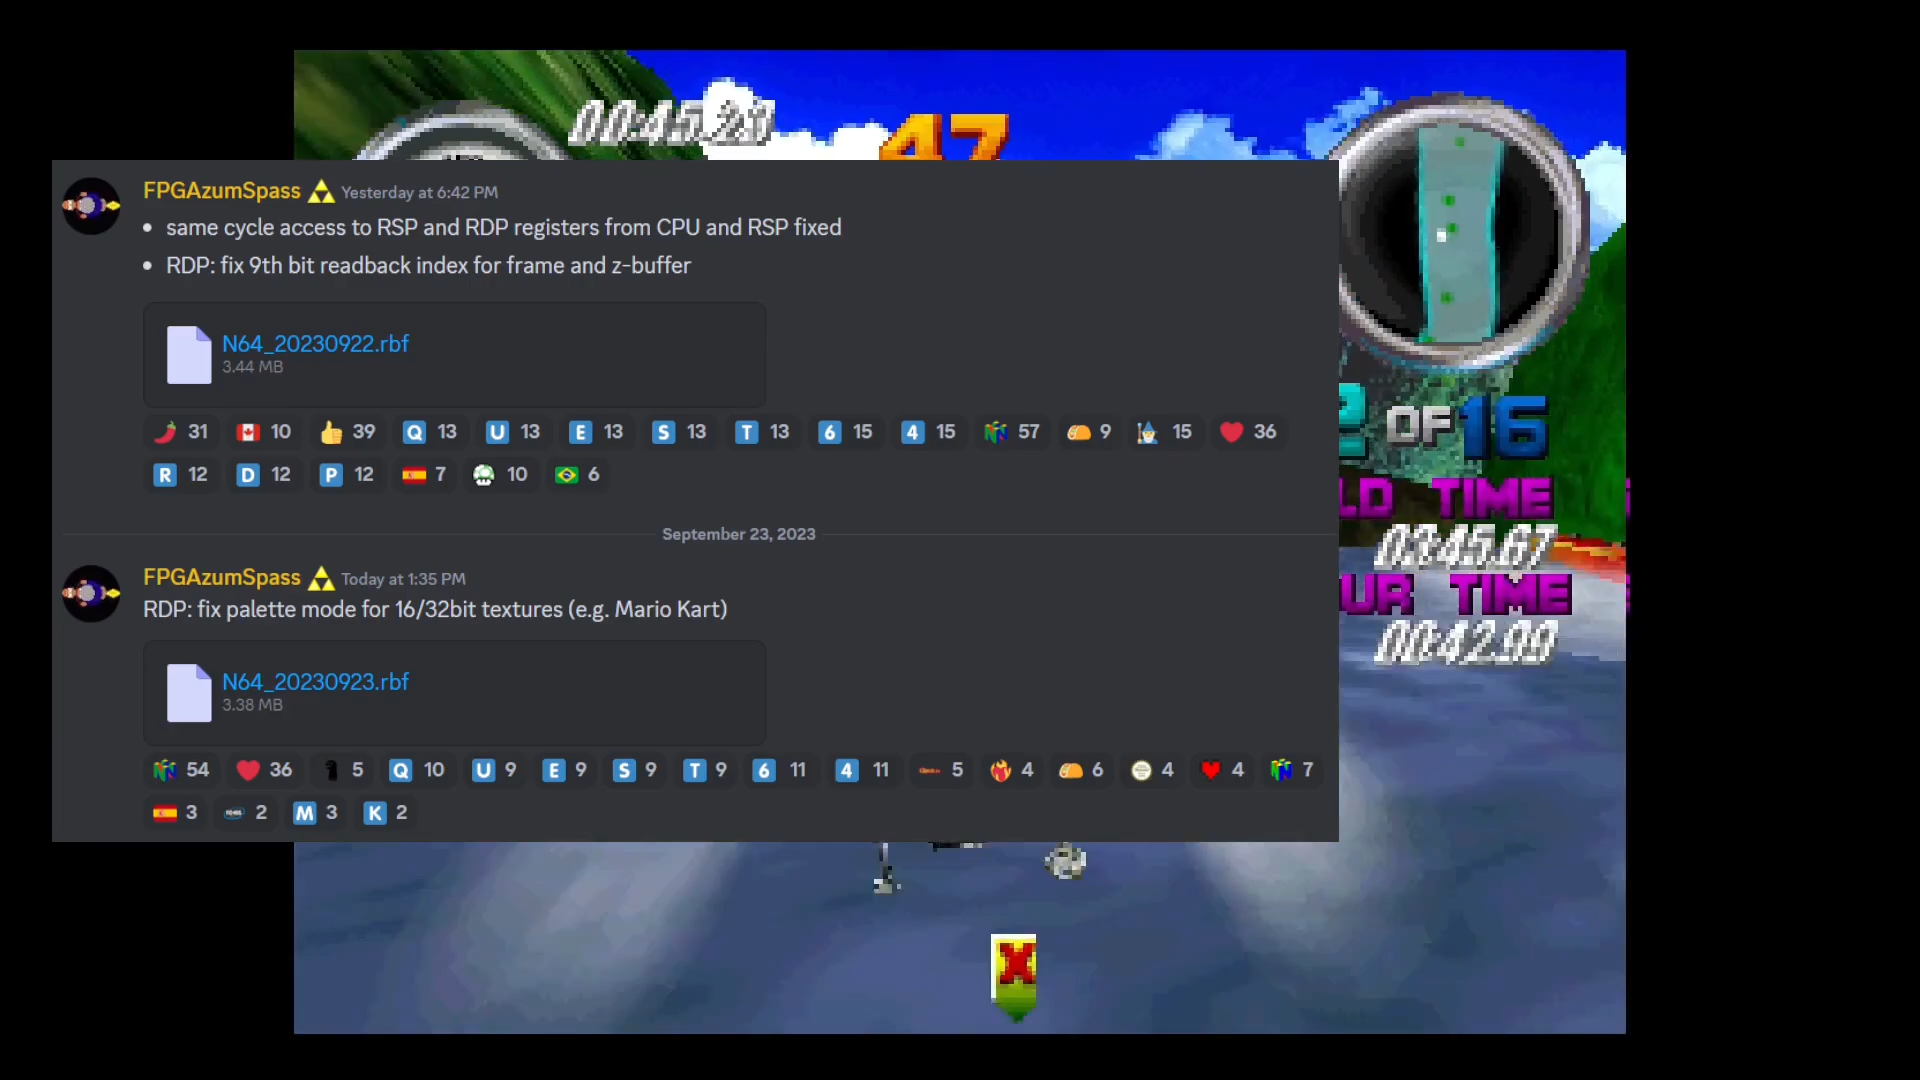 00:45.23
47
FPGAzumSpass Yesterday at 6:42 PM
• same cycle access to RSP and RDP registers from CPU and RSP fixed
• RDP: fix 9th bit readback index for frame and z-buffer
N64_20230922.rbf
3.44 MB
31 10 39 Q 13 U 13 E 13 S 13 T 13 6 15 4 15 57 9 15 36
R 12 D 12 P 12 7 10 6
OF 16
LD TIME
03:45.67
UR TIME
00:42.99
September 23, 2023
FPGAzumSpass Today at 1:35 PM
RDP: fix palette mode for 16/32bit textures (e.g. Mario Kart)
N64_20230923.rbf
3.38 MB
54 36 5 Q 10 U 9 E 9 S 9 T 9 6 11 4 11 5 4 6 4 4 7
3 2 M 3 K 2
X